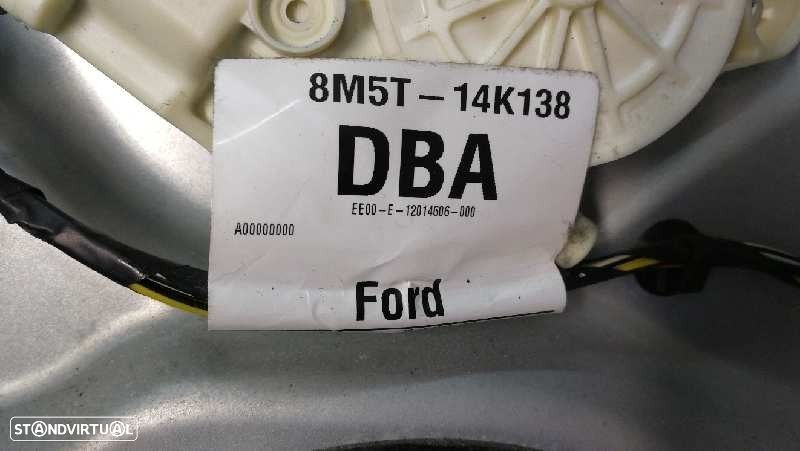 8M5T-14K138
DBA
EE00-E-12014606-000
A00000000
Ford
STANDVIRTUAL